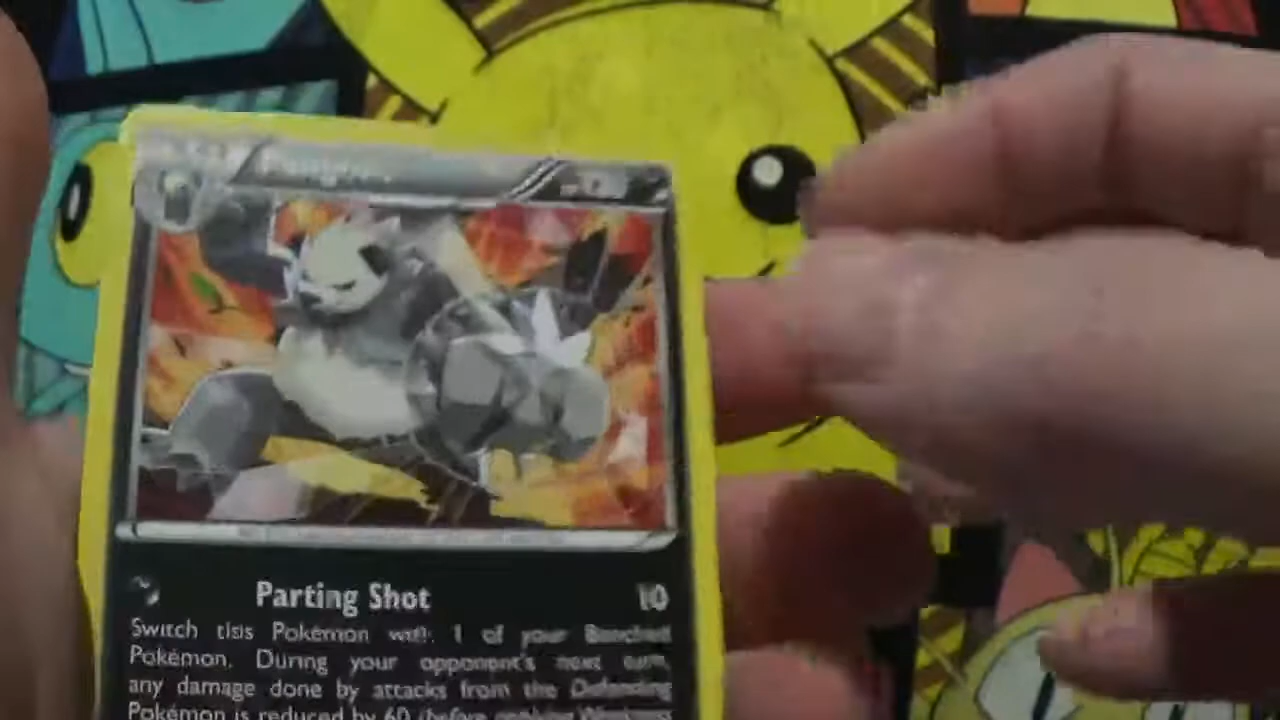 Parting Shot 10
Switch this Pokémon with 1 of your Benched
Pokémon. During your opponent's next turn,
any damage done by attacks from the Defending
Pokémon is reduced by 60 (before applying Weakness